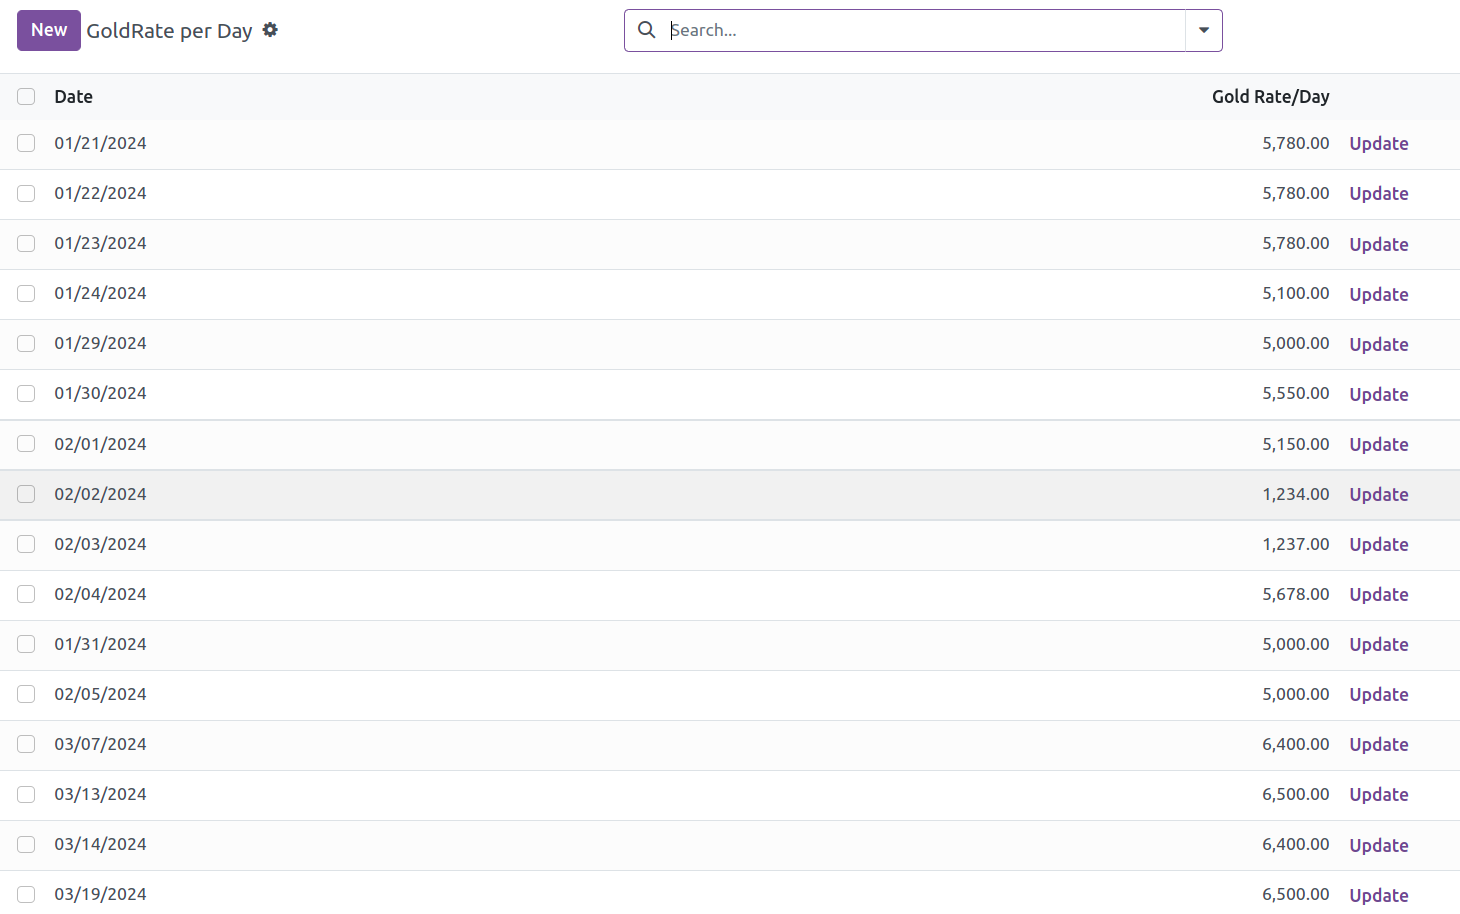 New GoldRate per Day Search...
Date Gold Rate/Day
01/21/2024 5,780.00 Update
01/22/2024 5,780.00 Update
01/23/2024 5,780.00 Update
01/24/2024 5,100.00 Update
01/29/2024 5,000.00 Update
01/30/2024 5,550.00 Update
02/01/2024 5,150.00 Update
02/02/2024 1,234.00 Update
02/03/2024 1,237.00 Update
02/04/2024 5,678.00 Update
01/31/2024 5,000.00 Update
02/05/2024 5,000.00 Update
03/07/2024 6,400.00 Update
03/13/2024 6,500.00 Update
03/14/2024 6,400.00 Update
03/19/2024 6,500.00 Update